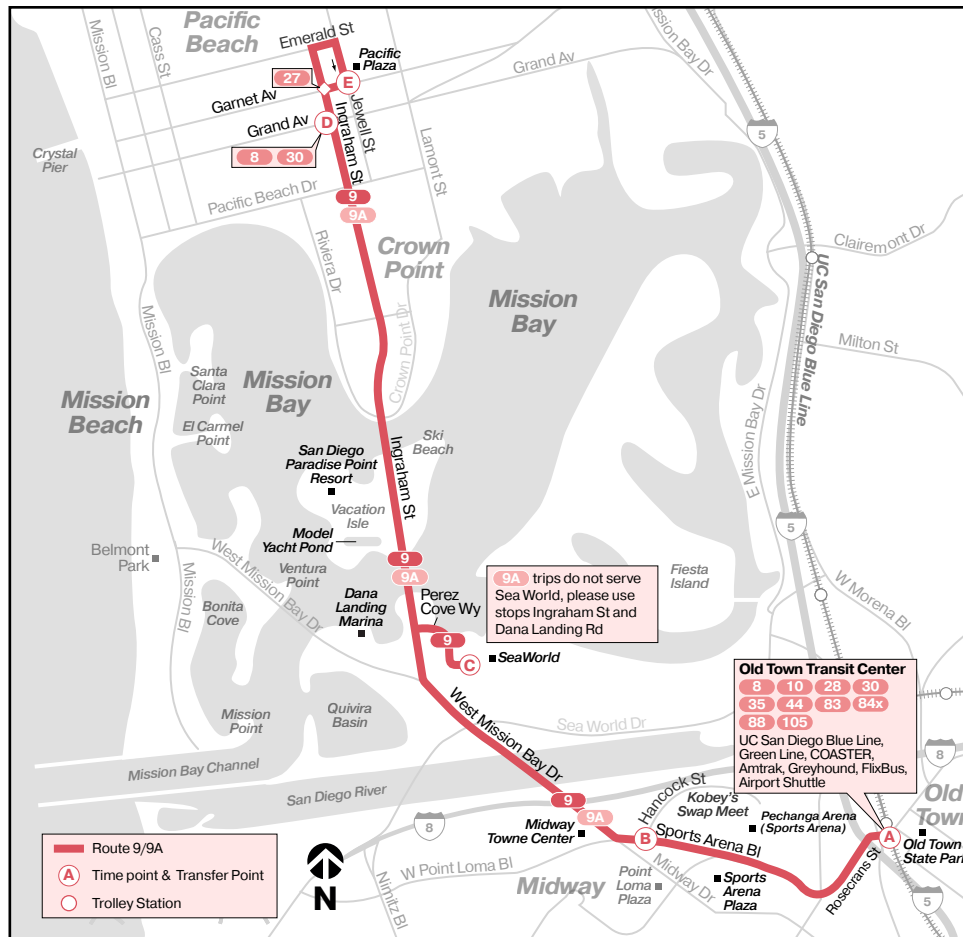 Pacific
Beach
Mission Bl
Cass St
Emerald St
Pacific
Plaza
27
E
Garnet Av
Grand Av
D
8 30
Ingraham St
Jewell St
Lamont St
Grand Av
Mission Bay Dr
5
Crystal
Pier
Pacific Beach Dr
9
9A
Riviera Dr
Crown
Point
Crown Point Dr
Clairemont Dr
UC San Diego Blue Line
Milton St
Mission
Bay
Mission Bl
Mission
Beach
Santa
Clara
Point
El Carmel
Point
Mission
Bay
Ski
Beach
Ingraham St
San Diego
Paradise Point
Resort
Vacation
Isle
Model
Yacht Pond
E Mission Bay Dr
5
Belmont
Park
Mission Bl
West Mission Bay Dr
Ventura
Point
Bonita
Cove
Dana
Landing
Marina
9
9A
Perez
Cove Wy
9
C
SeaWorld
9A trips do not serve
Sea World, please use
stops Ingraham St and
Dana Landing Rd
Fiesta
Island
W Morena Bl
Old Town Transit Center
8 10 28 30
35 44 83 84x
88 105
UC San Diego Blue Line,
Green Line, COASTER,
Amtrak, Greyhound, FlixBus,
Airport Shuttle
Mission
Point
Quivira
Basin
West Mission Bay Dr
Sea World Dr
Mission Bay Channel
San Diego River
8
8
9
9A
Midway
Towne Center
Hancock St
B
Kobey's
Swap Meet
Pechanga Arena
(Sports Arena)
Sports Arena Bl
A
Old
Town
Old Town
State Park
Rosecrans St
W Point Loma Bl
Nimitz Bl
Midway
Point
Loma
Plaza
Midway Dr
Sports
Arena
Plaza
5
Route 9/9A
A Time point & Transfer Point
Trolley Station
N